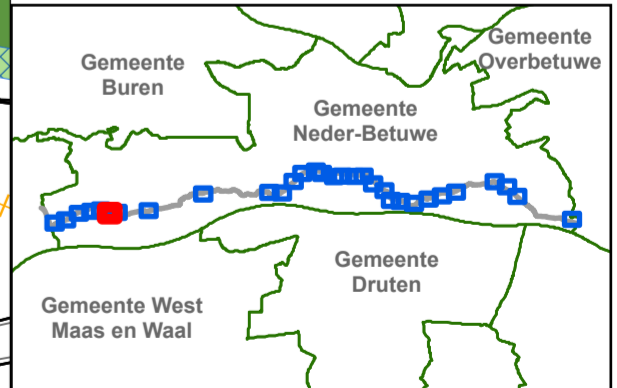 Gemeente
Buren
Gemeente
Overbetuwe
Gemeente
Neder-Betuwe
Gemeente
Druten
Gemeente West
Maas en Waal